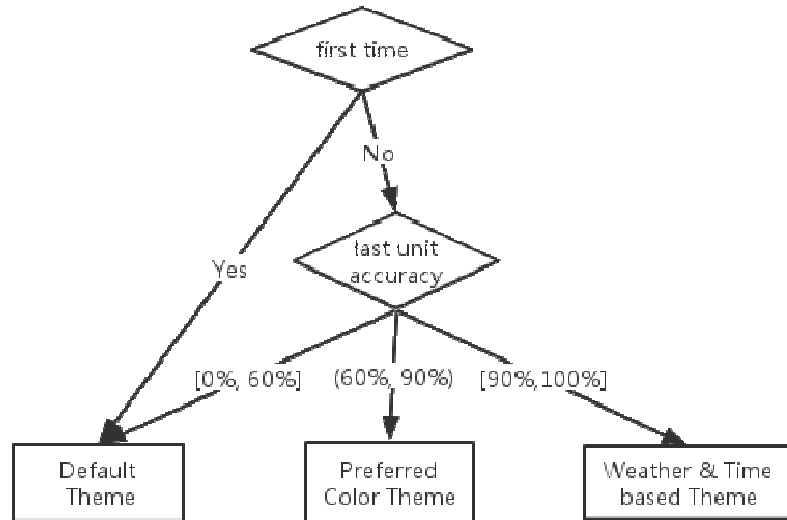 first time
No
last unit
accuracy
Yes
[0%, 60%]
(60%, 90%)
[90%,100%]
Default
Theme
Preferred
Color Theme
Weather & Time
based Theme